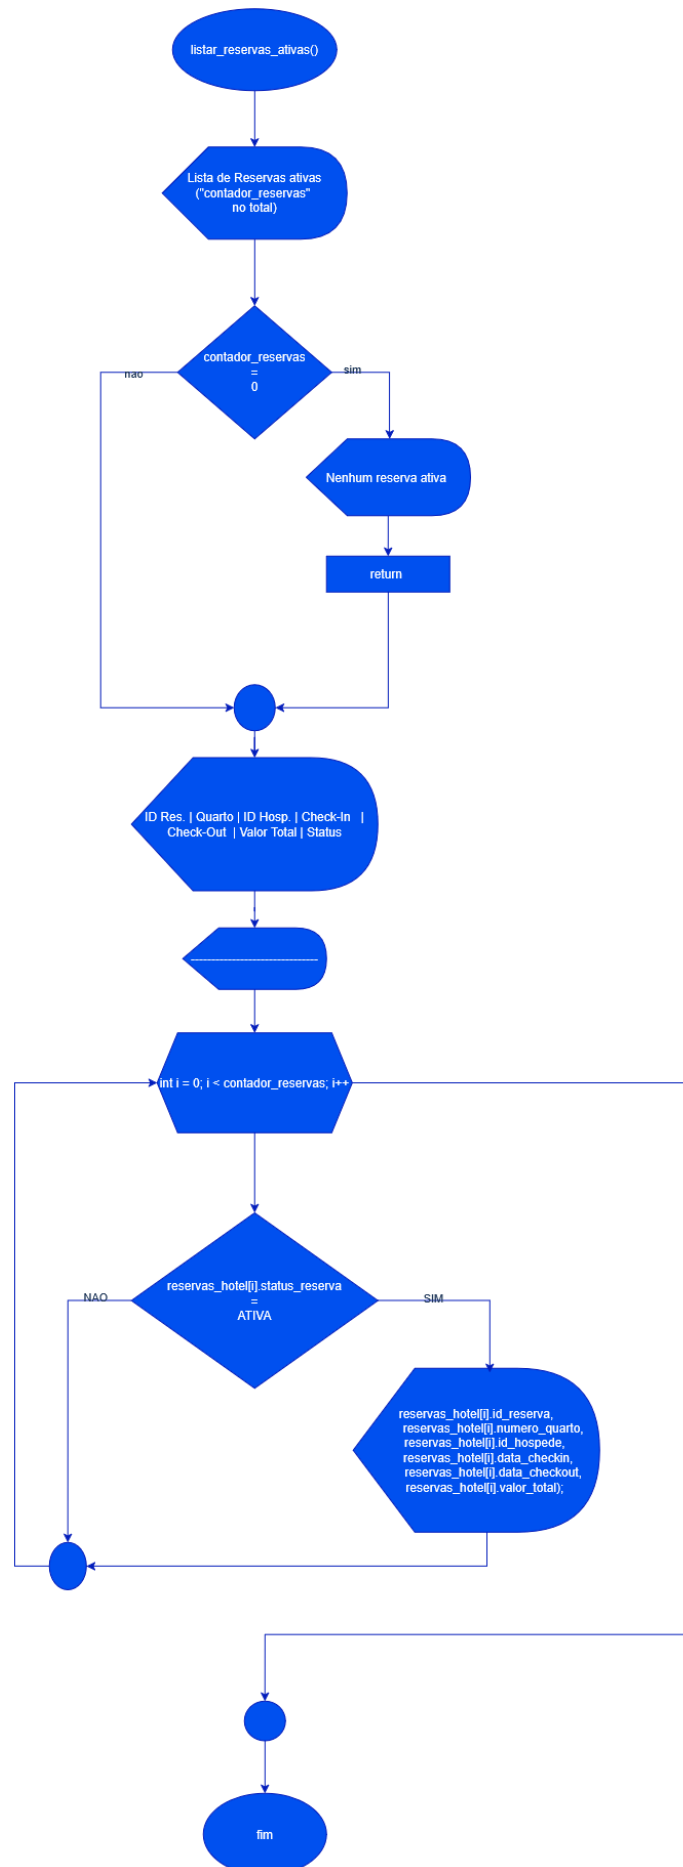 listar_reservas_ativas()
Lista de Reservas ativas
("contador_reservas"
no total)
contador_reservas
=
0
nao
sim
Nenhum reserva ativa
return
ID Res. | Quarto | ID Hosp. | Check-In |
Check-Out | Valor Total | Status
--------------------------------
int i = 0; i < contador_reservas; i++
reservas_hotel[i].status_reserva
=
ATIVA
NAO
SIM
reservas_hotel[i].id_reserva,
reservas_hotel[i].numero_quarto,
reservas_hotel[i].id_hospede,
reservas_hotel[i].data_checkin,
reservas_hotel[i].data_checkout,
reservas_hotel[i].valor_total);
fim